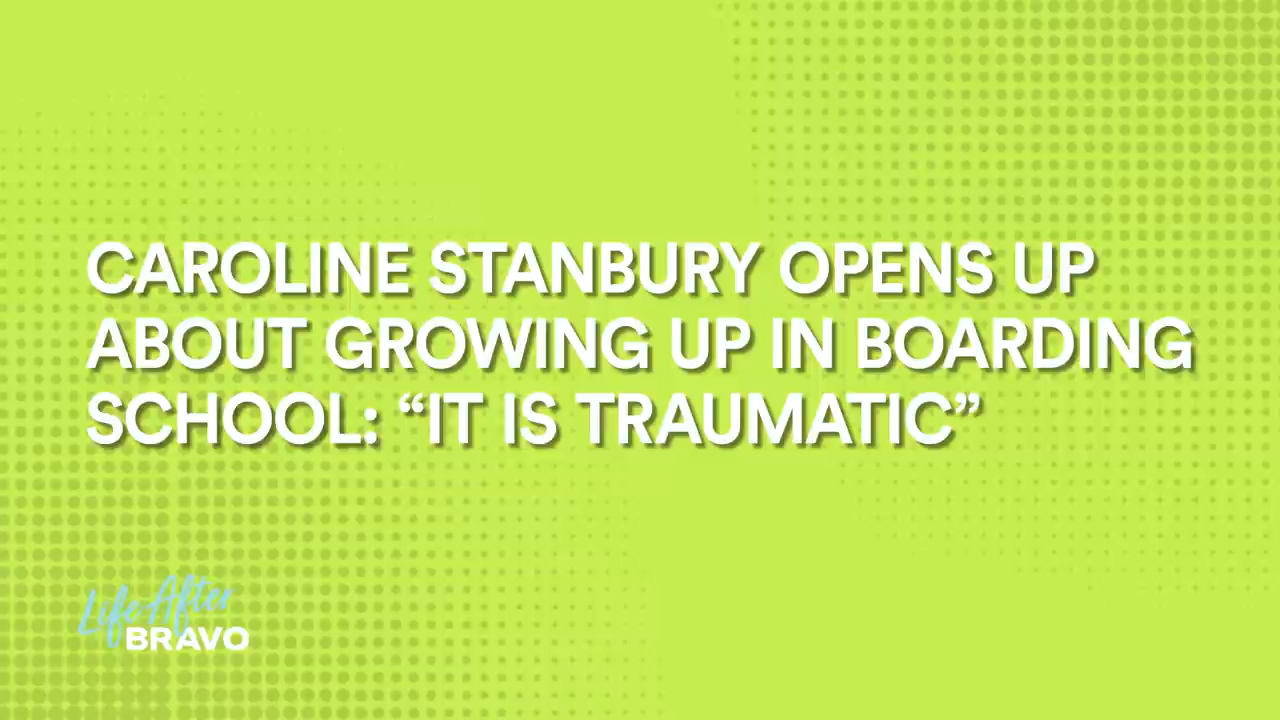 CAROLINE STANBURY OPENS UP
ABOUT GROWING UP IN BOARDING
SCHOOL: “IT IS TRAUMATIC”
Life After
BRAVO